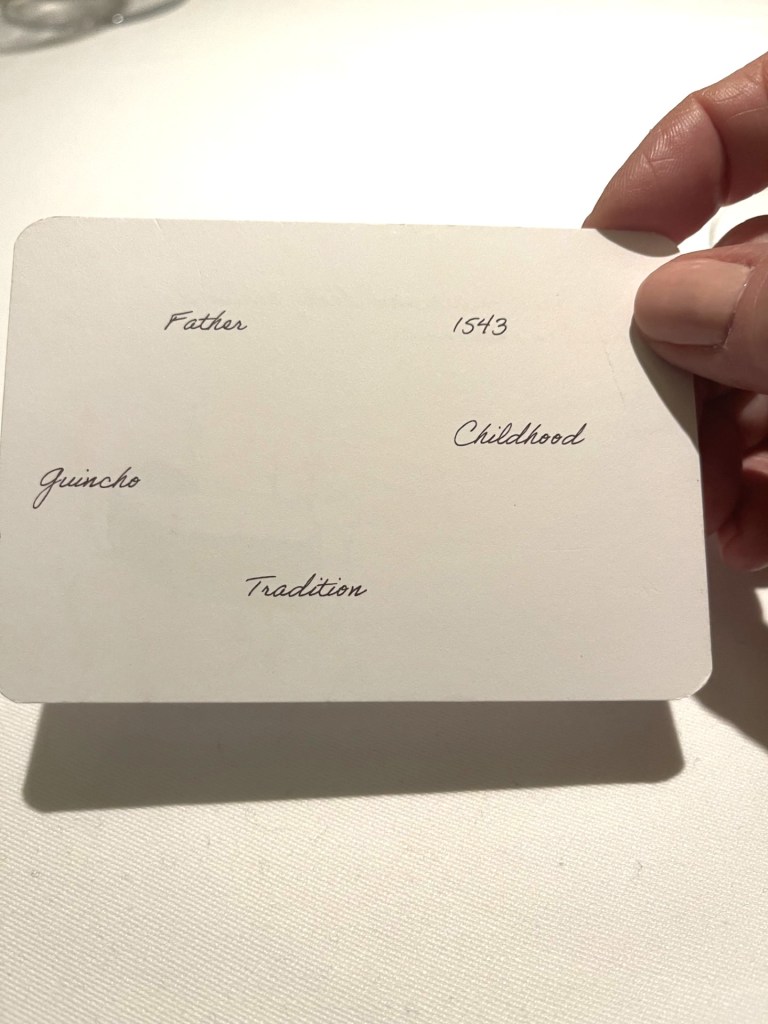 Father 1543
Childhood
Guincho
Tradition